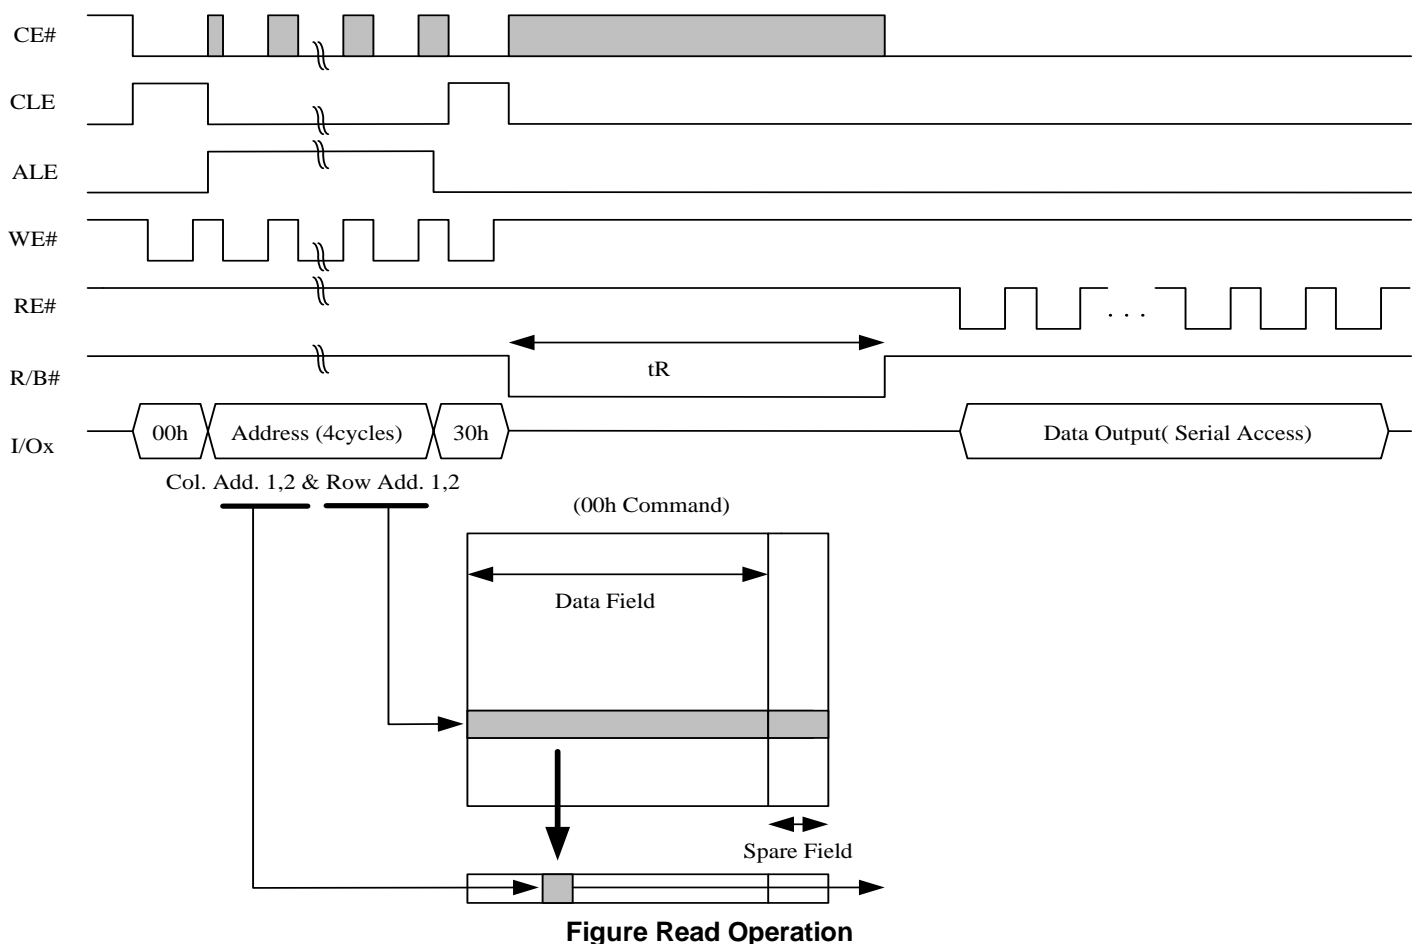 CE#
CLE
ALE
WE#
RE#
. . .
R/B#
tR
I/Ox
00h
Address (4cycles)
30h
Data Output( Serial Access)
Col. Add. 1,2 & Row Add. 1,2
(00h Command)
Data Field
Spare Field
Figure Read Operation